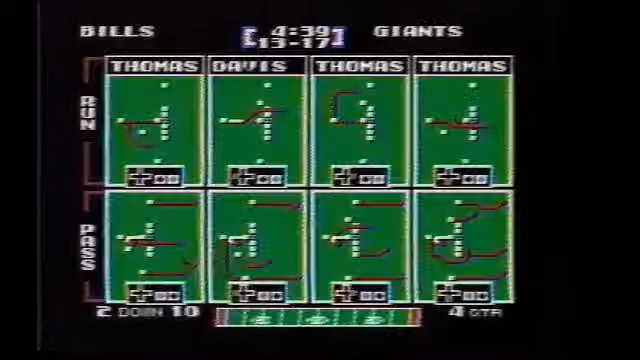 BILLS 4:39 GIANTS
13-17
THOMAS DAVIS THOMAS THOMAS
RUN
PASS
2 DOWN 10 4 QTR